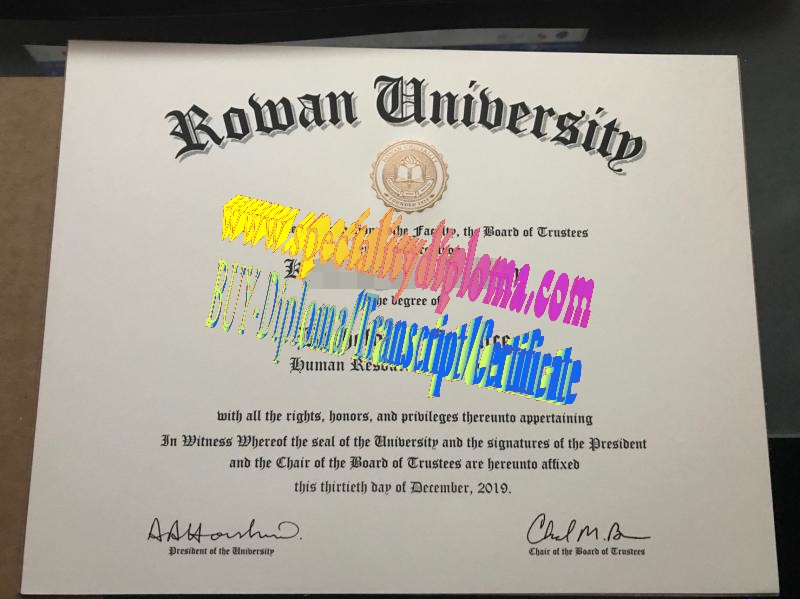 Rowan University
ROWAN UNIVERSITY
the Faculty, the Board of Trustees
www.specialitydiploma.com
the degree of
BUY-Diploma/Transcript/Certificate
Human
with all the rights, honors, and privileges thereunto appertaining
In Witness Whereof the seal of the University and the signatures of the President
and the Chair of the Board of Trustees are hereunto affixed
this thirtieth day of December, 2019.
President of the University
Chair of the Board of Trustees